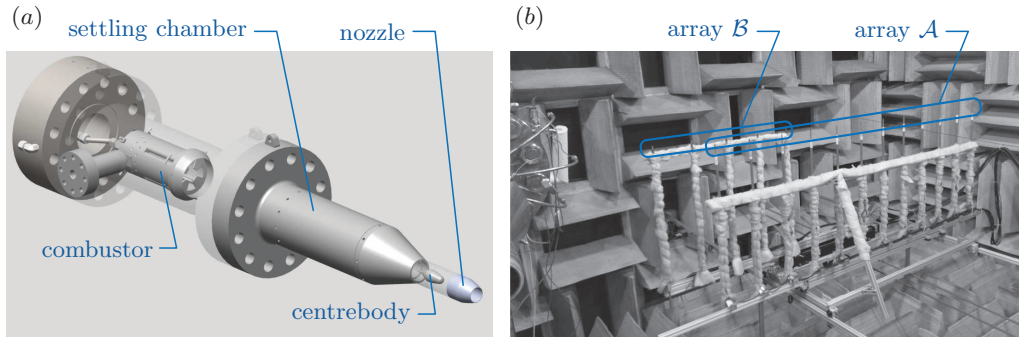 (a)
settling chamber
nozzle
combustor
centrebody
(b)
array B
array A